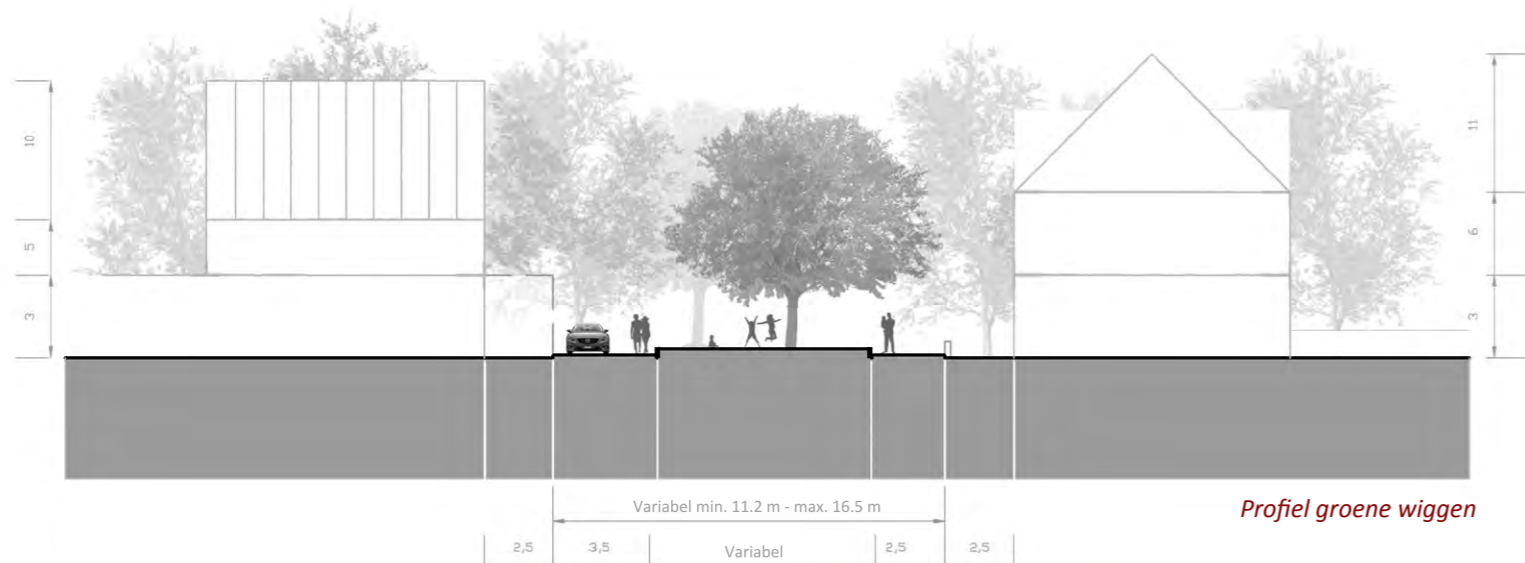 10
5
3
11
6
3
Variabel min. 11.2 m - max. 16.5 m
Profiel groene wiggen
2,5 3,5 Variabel 2,5 2,5